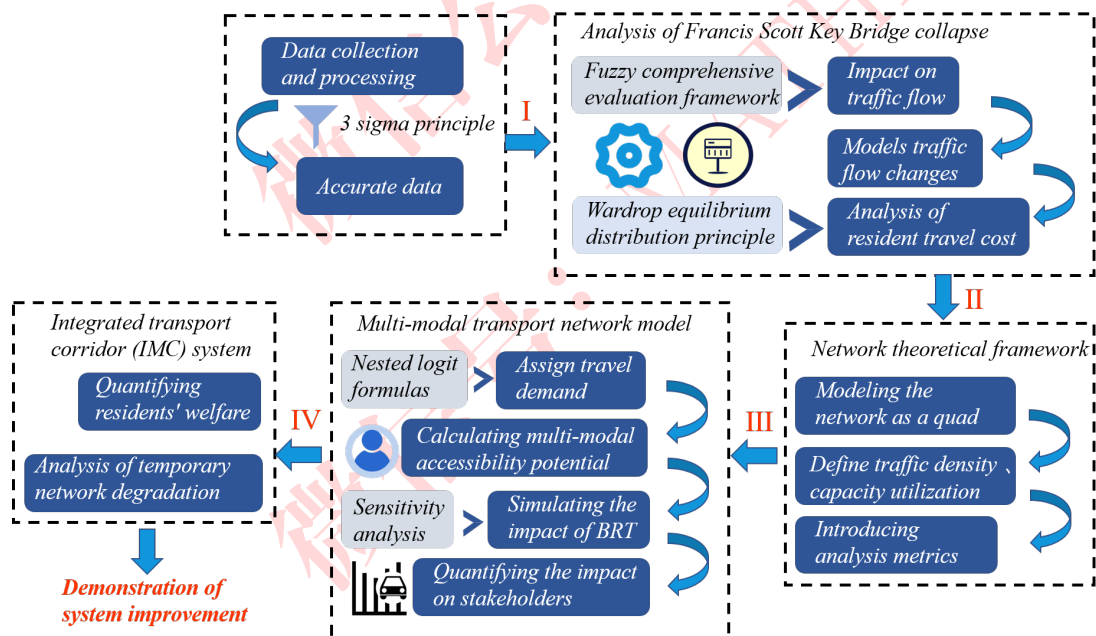 Data collection
and processing
3 sigma principle
Accurate data
I
Analysis of Francis Scott Key Bridge collapse
Fuzzy comprehensive
evaluation framework
Impact on
traffic flow
Models traffic
flow changes
Wardrop equilibrium
distribution principle
Analysis of
resident travel cost
II
Network theoretical framework
Modeling the
network as a quad
Define traffic density、
capacity utilization
Introducing
analysis metrics
III
Multi-modal transport network model
Nested logit
formulas
Assign travel
demand
Calculating multi-modal
accessibility potential
Sensitivity
analysis
Simulating the
impact of BRT
Quantifying the impact
on stakeholders
IV
Integrated transport
corridor (IMC) system
Quantifying
residents' welfare
Analysis of temporary
network degradation
Demonstration of
system improvement